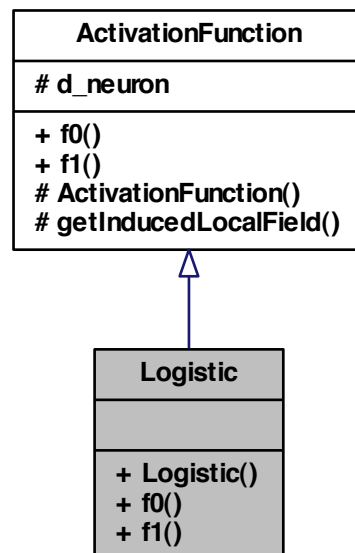 ActivationFunction
# d_neuron
+ f0()
+ f1()
# ActivationFunction()
# getInducedLocalField()
Logistic
+ Logistic()
+ f0()
+ f1()